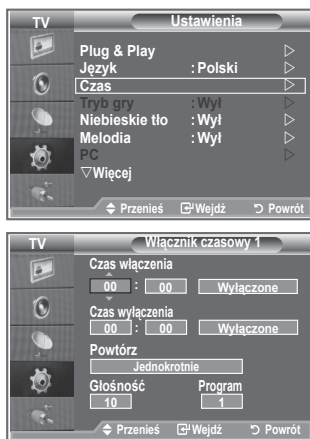 TV Ustawienia
Plug & Play
Język : Polski
Czas
Tryb gry : Wył
Niebieskie tło : Wył
Melodia : Wył
PC
▽Więcej
Przenieś Wejdź Powrót
TV Włącznik czasowy 1
Czas włączenia
00 : 00 Wyłączone
Czas wyłączenia
00 : 00 Wyłączone
Powtórz
Jednokrotnie
Głośność Program
10 1
Przenieś Wejdź Powrót